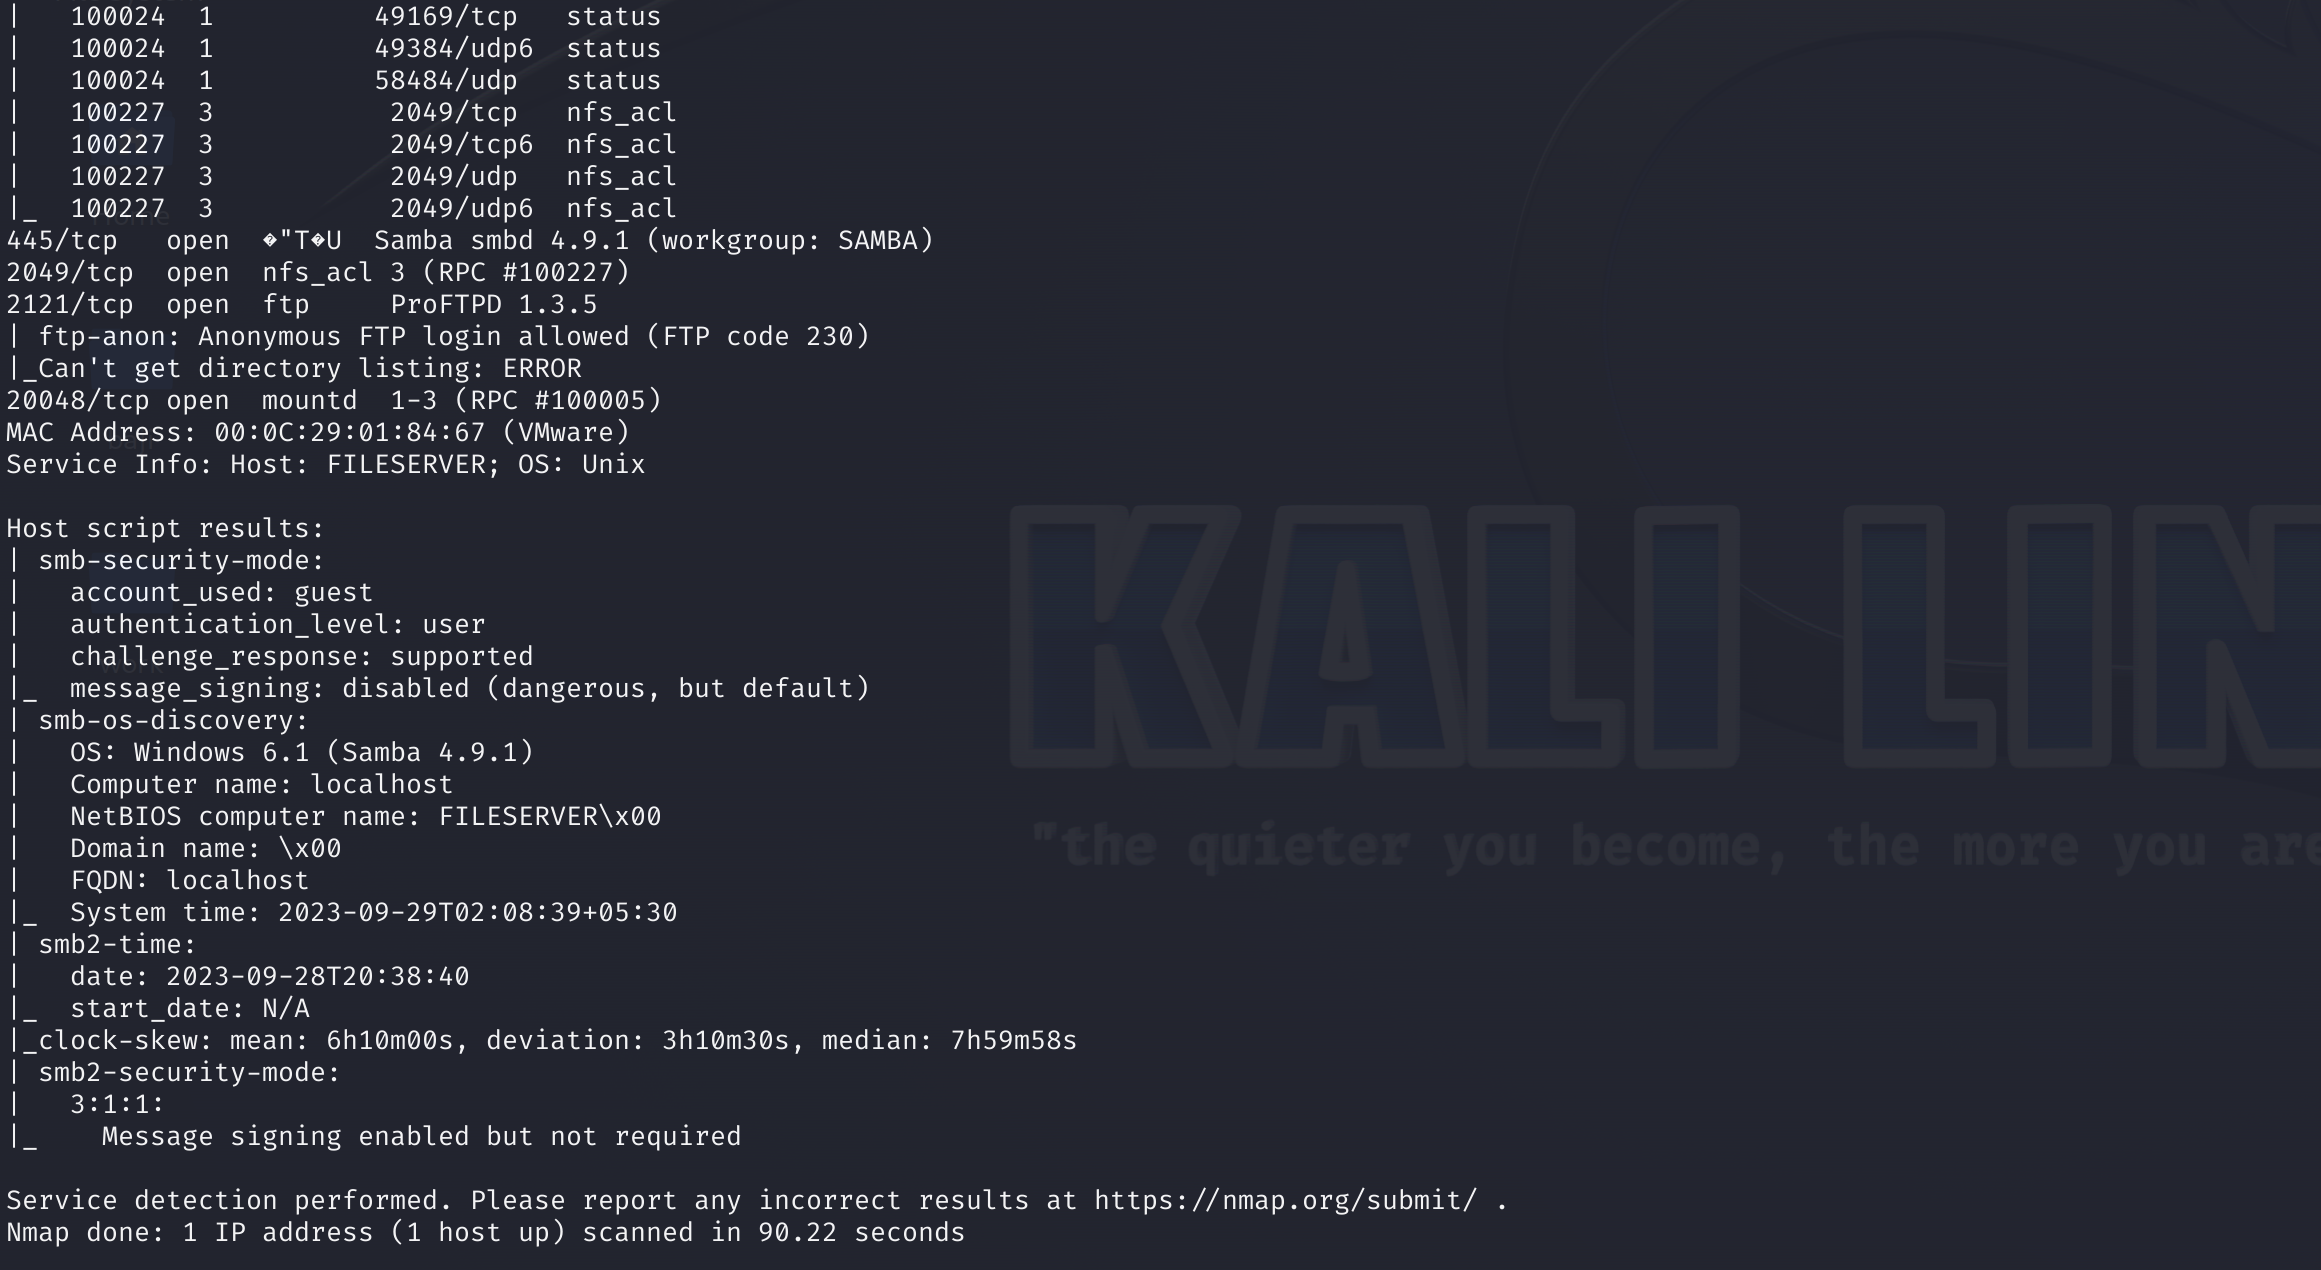 |   100024  1          49169/tcp   status
|   100024  1          49384/udp6  status
|   100024  1          58484/udp   status
|   100227  3           2049/tcp   nfs_acl
|   100227  3           2049/tcp6  nfs_acl
|   100227  3           2049/udp   nfs_acl
|_  100227  3           2049/udp6  nfs_acl
445/tcp   open  �"T�U  Samba smbd 4.9.1 (workgroup: SAMBA)
2049/tcp  open  nfs_acl 3 (RPC #100227)
2121/tcp  open  ftp     ProFTPD 1.3.5
| ftp-anon: Anonymous FTP login allowed (FTP code 230)
|_Can't get directory listing: ERROR
20048/tcp open  mountd  1-3 (RPC #100005)
MAC Address: 00:0C:29:01:84:67 (VMware)
Service Info: Host: FILESERVER; OS: Unix

Host script results:
| smb-security-mode:
|   account_used: guest
|   authentication_level: user
|   challenge_response: supported
|_  message_signing: disabled (dangerous, but default)
| smb-os-discovery:
|   OS: Windows 6.1 (Samba 4.9.1)
|   Computer name: localhost
|   NetBIOS computer name: FILESERVER\x00
|   Domain name: \x00
|   FQDN: localhost
|_  System time: 2023-09-29T02:08:39+05:30
| smb2-time:
|   date: 2023-09-28T20:38:40
|_  start_date: N/A
|_clock-skew: mean: 6h10m00s, deviation: 3h10m30s, median: 7h59m58s
| smb2-security-mode:
|   3:1:1:
|_    Message signing enabled but not required

Service detection performed. Please report any incorrect results at https://nmap.org/submit/ .
Nmap done: 1 IP address (1 host up) scanned in 90.22 seconds
KALI LIN
"the quieter you become, the more you are